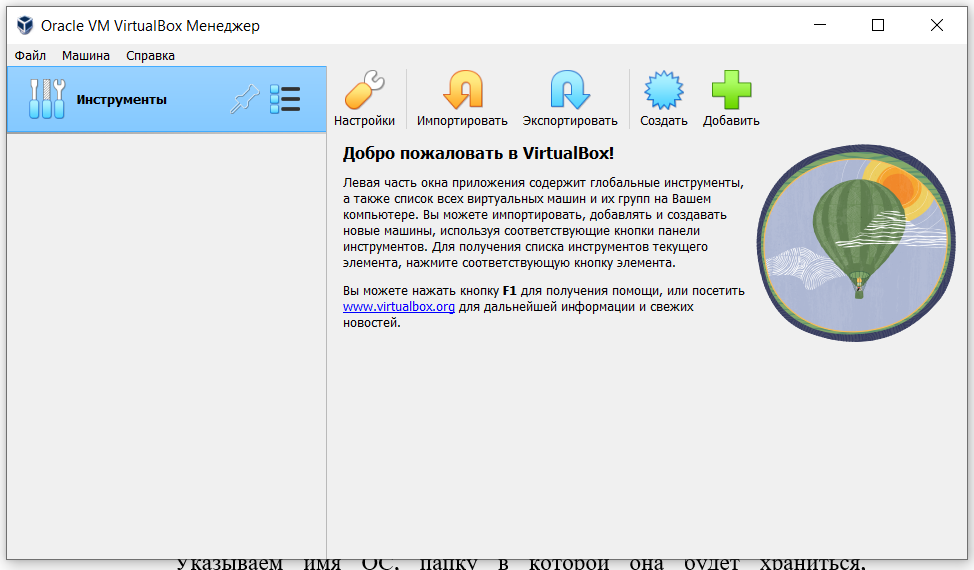 Oracle VM VirtualBox Менеджер
Файл Машина Справка
Инструменты
Настройки Импортировать Экспортировать Создать Добавить
Добро пожаловать в VirtualBox!
Левая часть окна приложения содержит глобальные инструменты,
а также список всех виртуальных машин и их групп на Вашем
компьютере. Вы можете импортировать, добавлять и создавать
новые машины, используя соответствующие кнопки панели
инструментов. Для получения списка инструментов текущего
элемента, нажмите соответствующую кнопку элемента.
Вы можете нажать кнопку F1 для получения помощи, или посетить
www.virtualbox.org для дальнейшей информации и свежих
новостей.
Указываем имя ОС, папку в которой она будет храниться,